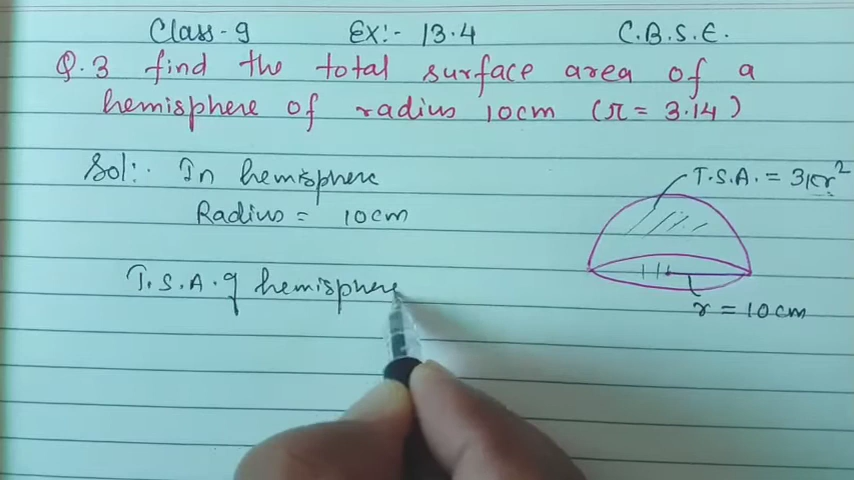 Class-9 Ex:- 13.4 C.B.S.E.
Q.3 find the total surface area of a
hemisphere of radius 10cm (π = 3.14)
Sol:- In hemisphere
Radius = 10cm
T.S.A. = 3πr²
T.S.A. of hemisphere
r = 10cm